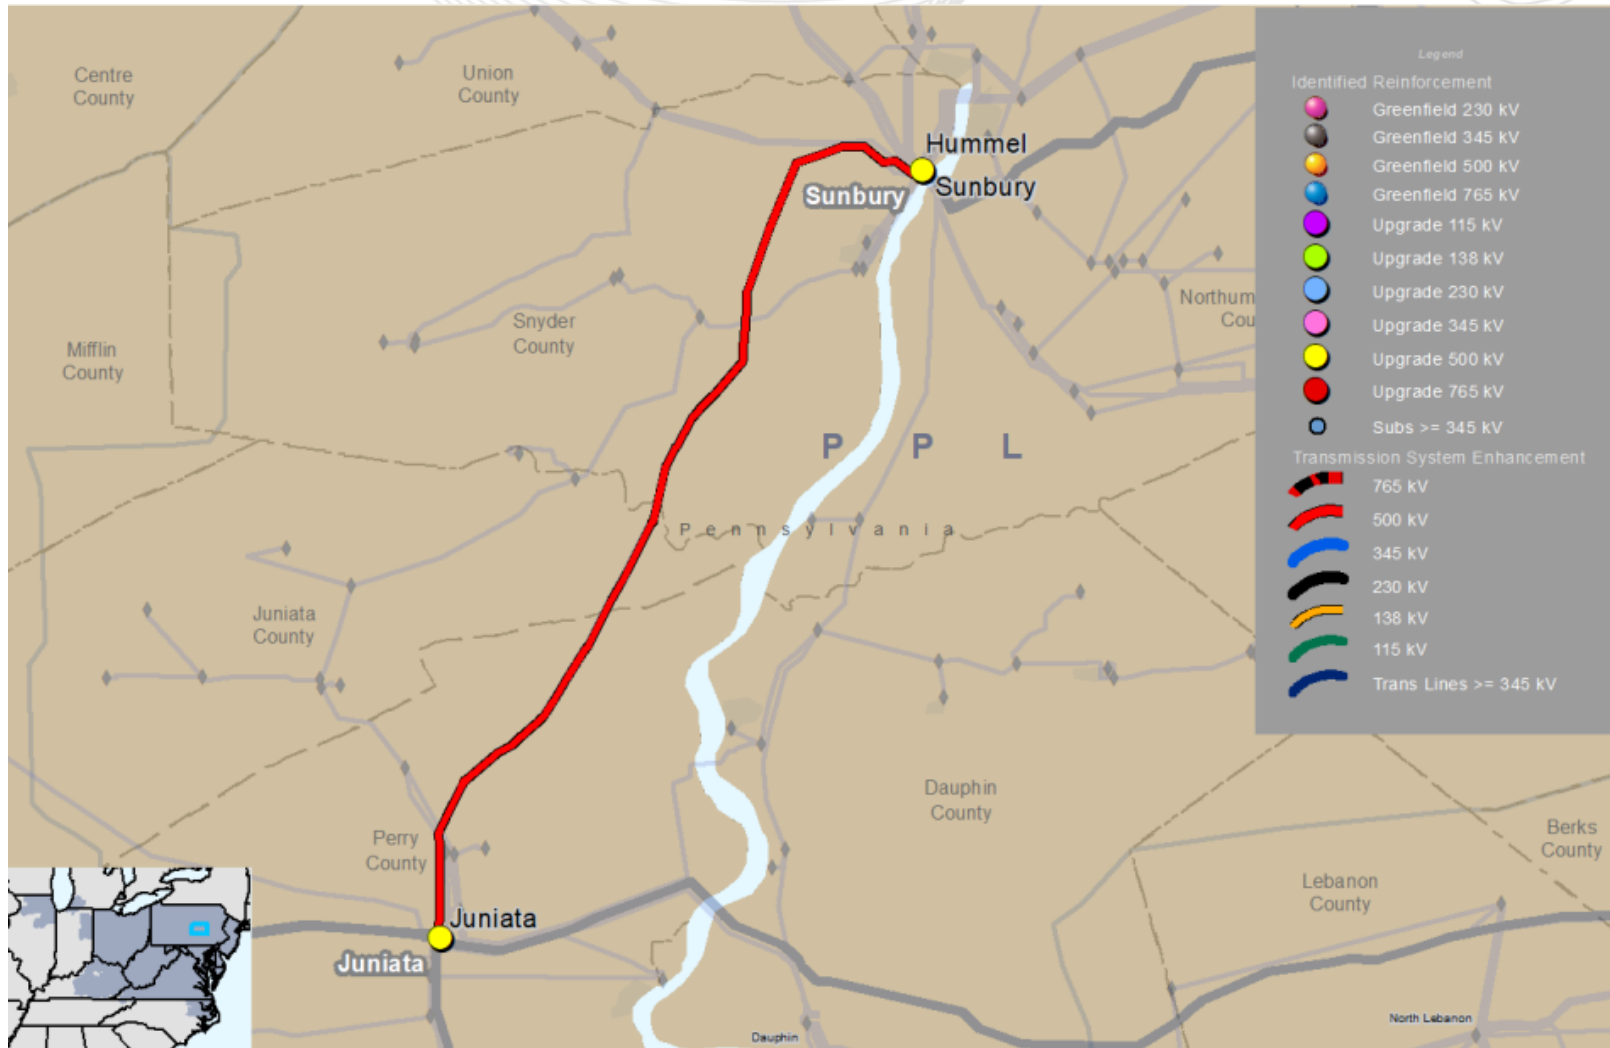 Centre
County
Union
County
Hummel
Sunbury
Sunbury
Northum
Cou
Snyder
County
Mifflin
County
P P L
Pennsylvania
Juniata
County
Dauphin
County
Perry
County
Berks
County
Lebanon
County
Juniata
Juniata
North Lebanon
Dauphin
Legend
Identified Reinforcement
Greenfield 230 kV
Greenfield 345 kV
Greenfield 500 kV
Greenfield 765 kV
Upgrade 115 kV
Upgrade 138 kV
Upgrade 230 kV
Upgrade 345 kV
Upgrade 500 kV
Upgrade 765 kV
Subs >= 345 kV
Transmission System Enhancement
765 kV
500 kV
345 kV
230 kV
138 kV
115 kV
Trans Lines >= 345 kV